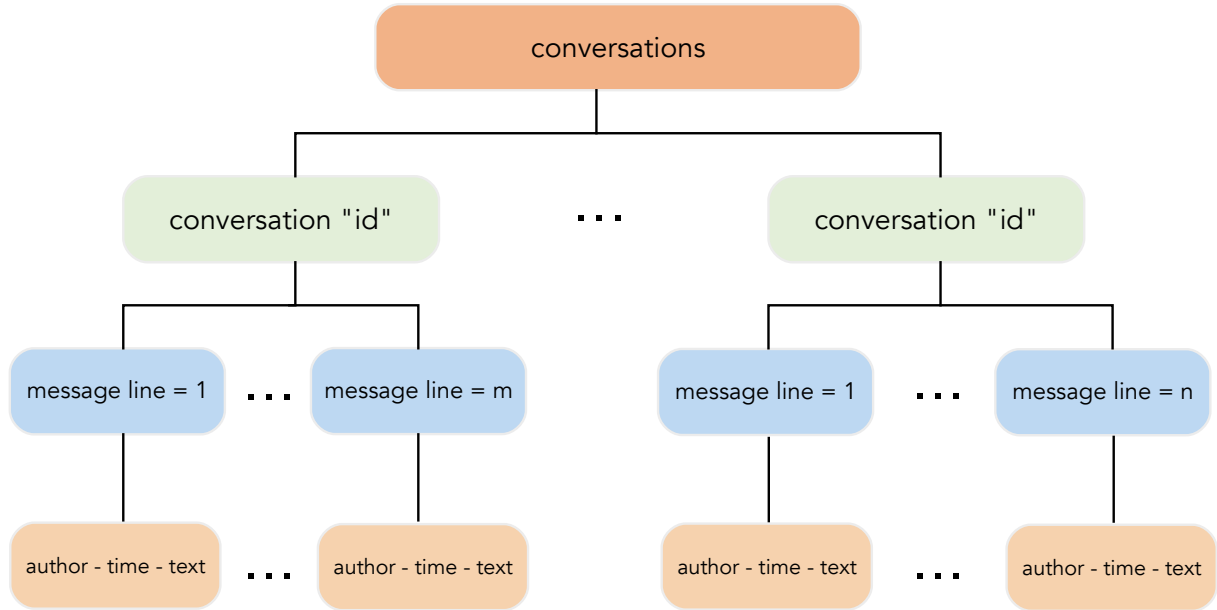 conversations
conversation "id"
...
conversation "id"
message line = 1
...
message line = m
message line = 1
...
message line = n
author - time - text
...
author - time - text
author - time - text
...
author - time - text